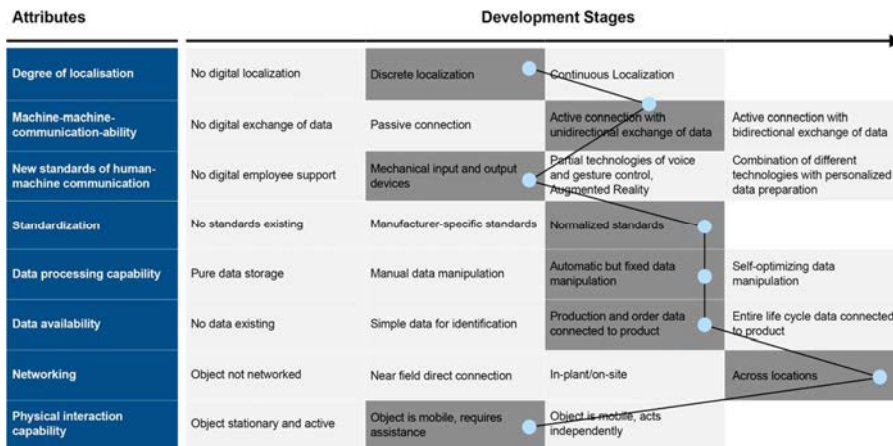 Attributes
Development Stages
Degree of localisation
No digital localization
Discrete localization
Continuous Localization
Machine-machine-
communication-ability
No digital exchange of data
Passive connection
Active connection with
unidirectional exchange of data
Active connection with
bidirectional exchange of data
New standards of human-
machine communication
No digital employee support
Mechanical input and output
devices
Partial technologies of voice
and gesture control,
Augmented Reality
Combination of different
technologies with personalized
data preparation
Standardization
No standards existing
Manufacturer-specific standards
Normalized standards
Data processing capability
Pure data storage
Manual data manipulation
Automatic but fixed data
manipulation
Self-optimizing data
manipulation
Data availability
No data existing
Simple data for identification
Production and order data
connected to product
Entire life cycle data connected
to product
Networking
Object not networked
Near field direct connection
In-plant/on-site
Across locations
Physical interaction
capability
Object stationary and active
Object is mobile, requires
assistance
Object is mobile, acts
independently